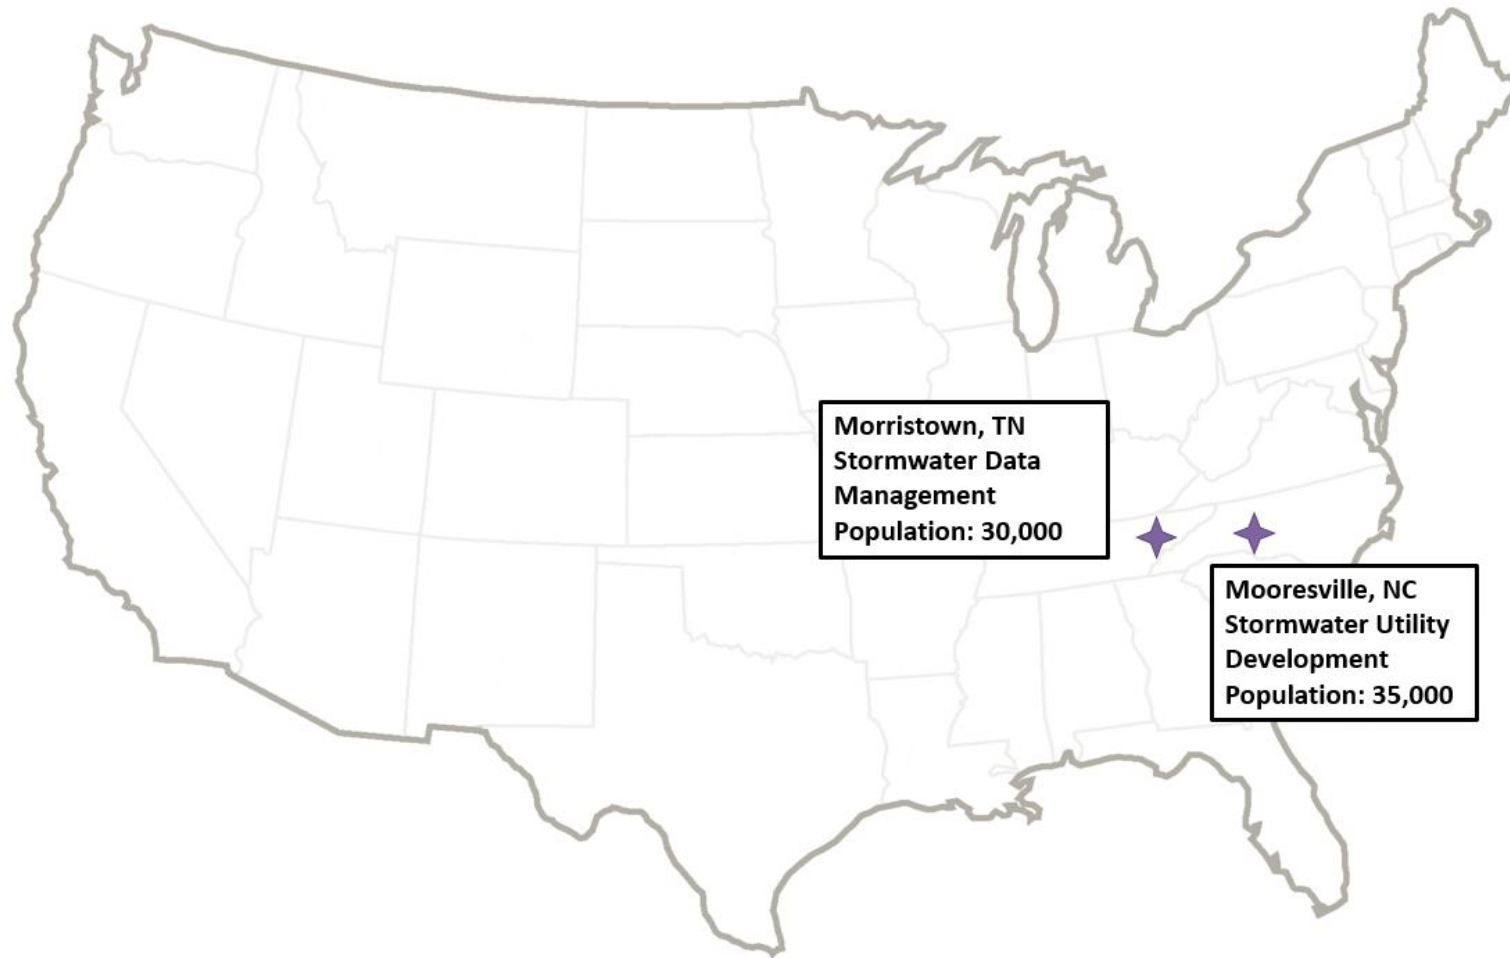 Morristown, TN
Stormwater Data
Management
Population: 30,000
Mooresville, NC
Stormwater Utility
Development
Population: 35,000